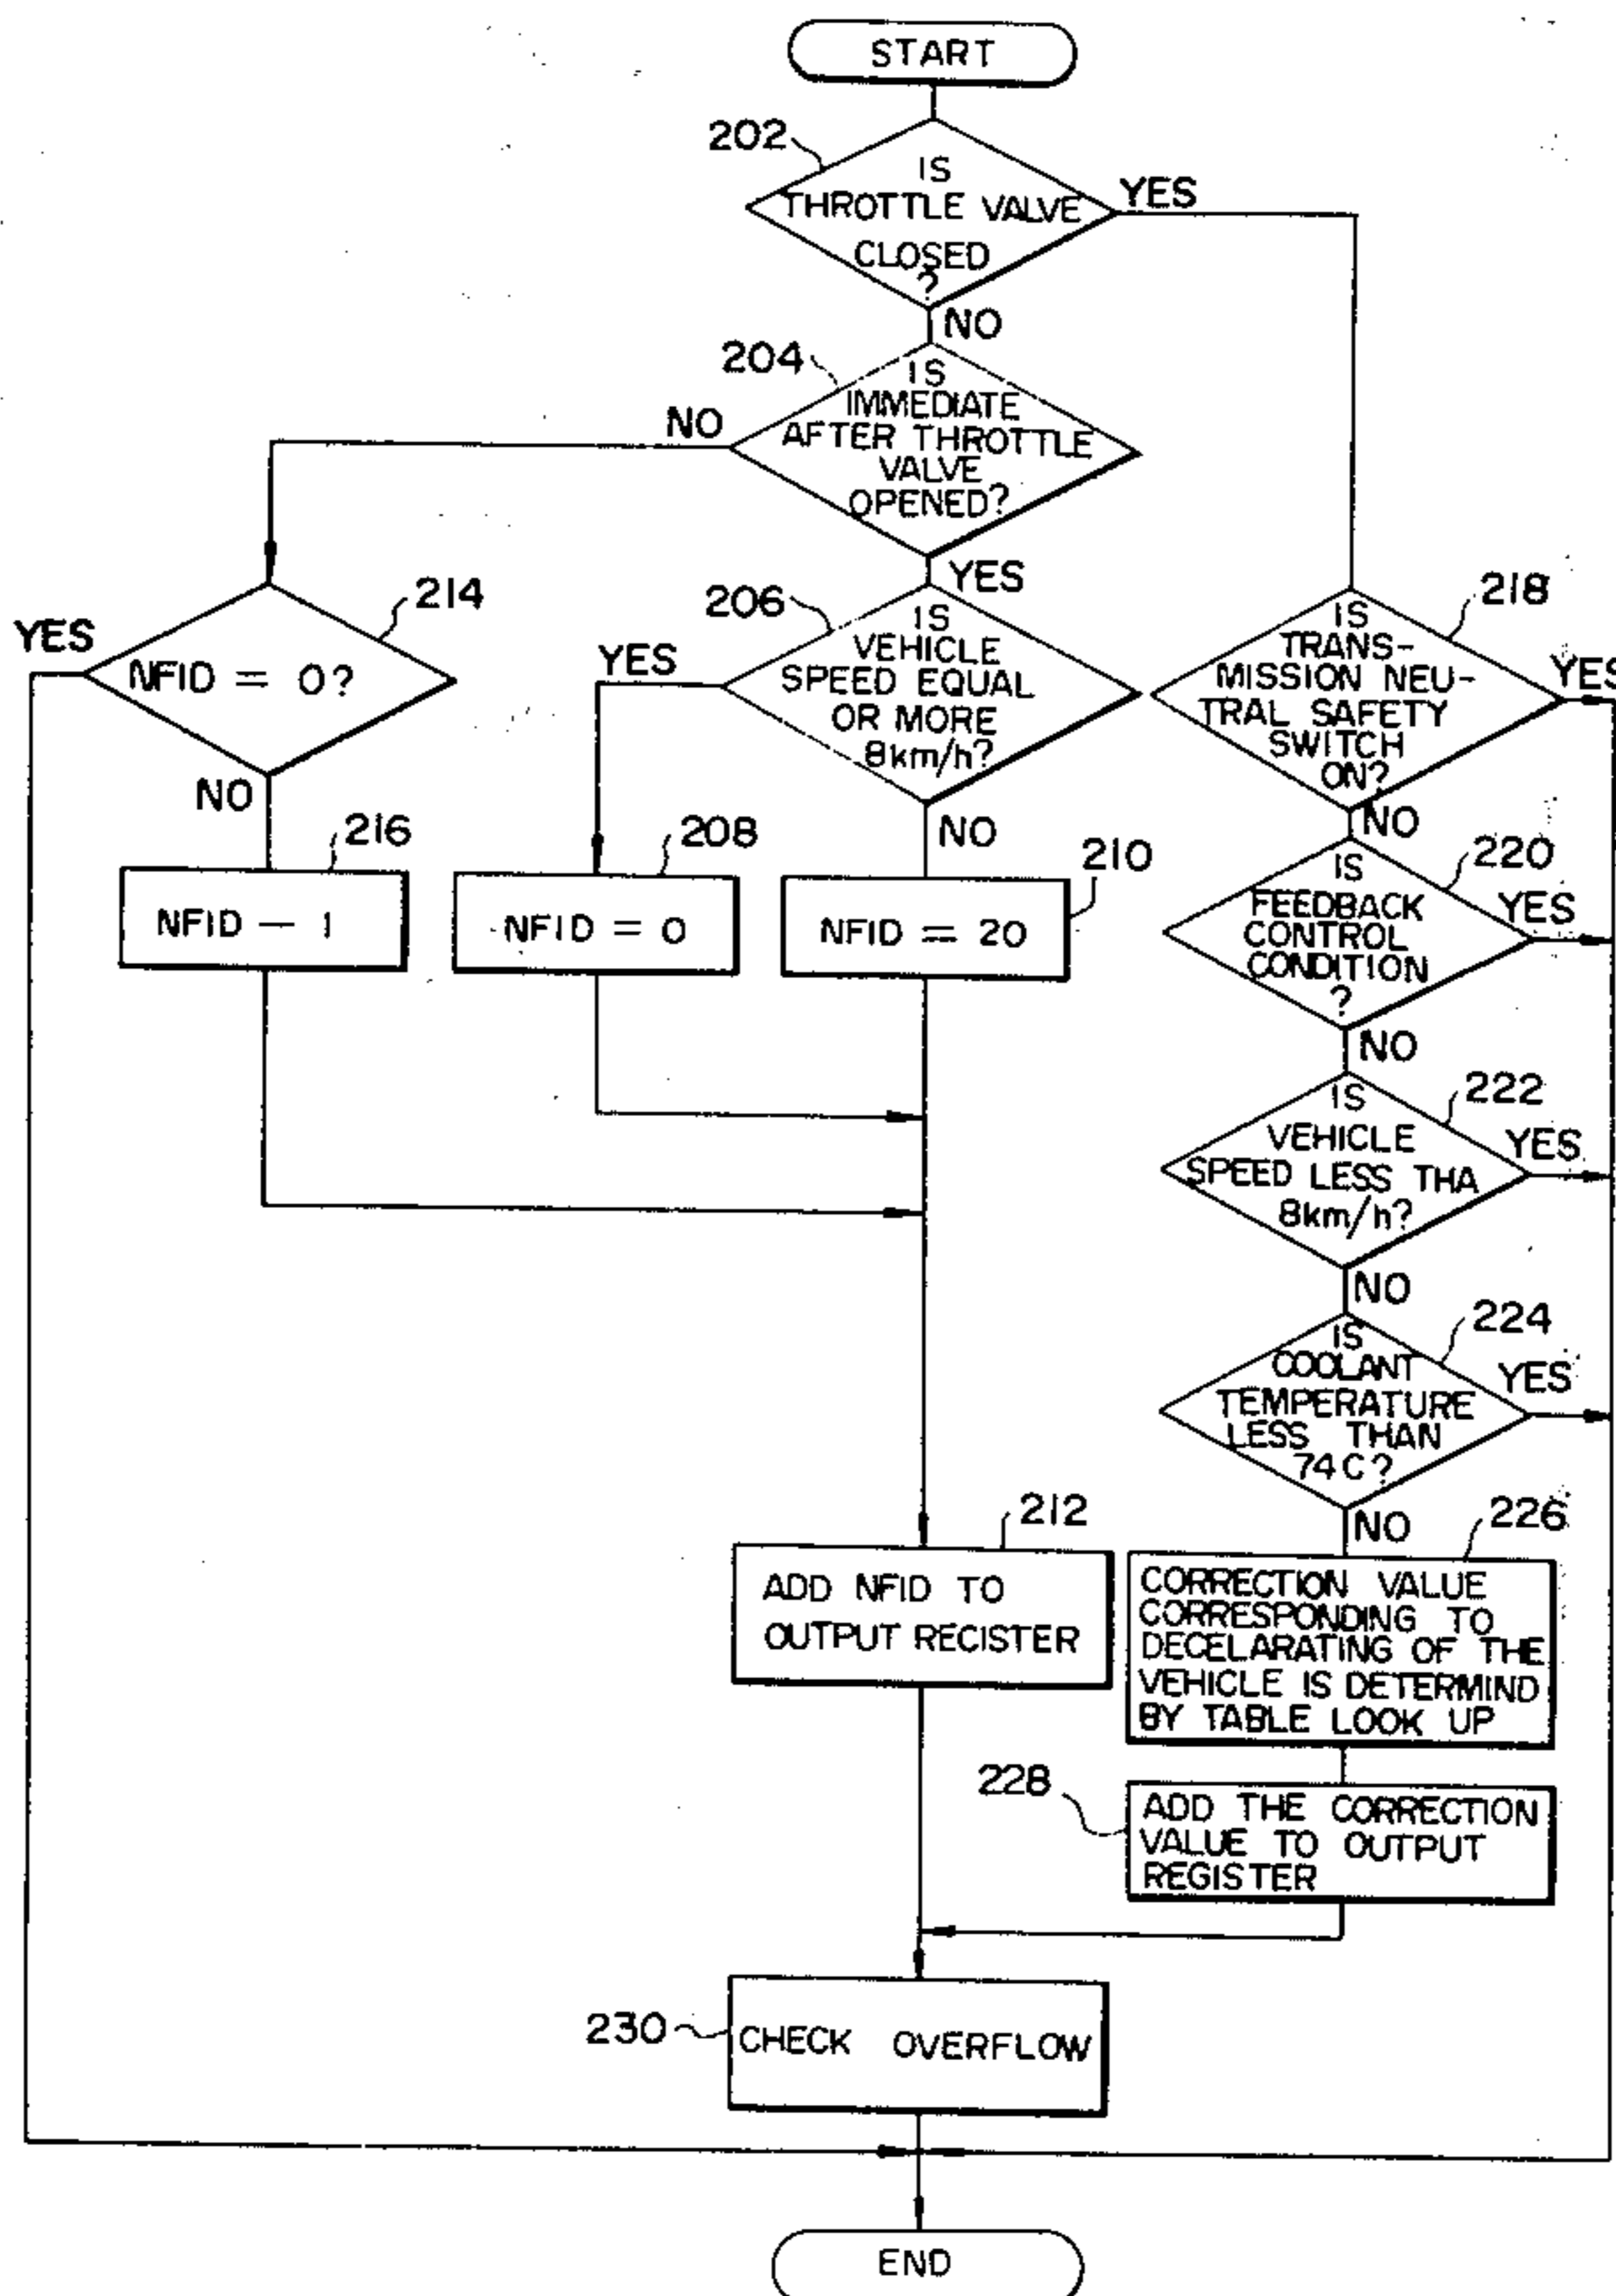 START
202
IS
THROTTLE VALVE
CLOSED
?
YES
NO
204
IS
IMMEDIATE
AFTER THROTTLE
VALVE
OPENED?
NO
YES
214
NFID = 0?
YES
NO
206
IS
VEHICLE
SPEED EQUAL
OR MORE
8km/h?
YES
NO
218
IS
TRANS-
MISSION NEU-
TRAL SAFETY
SWITCH
ON?
YES
NO
216
NFID - 1
208
NFID = 0
210
NFID = 20
220
IS
FEEDBACK
CONTROL
CONDITION
?
YES
NO
222
IS
VEHICLE
SPEED LESS THA
8km/h?
YES
NO
224
IS
COOLANT
TEMPERATURE
LESS THAN
74C?
YES
NO
212
ADD NFID TO
OUTPUT RECISTER
226
CORRECTION VALUE
CORRESPONDING TO
DECELARATING OF THE
VEHICLE IS DETERMIND
BY TABLE LOOK UP
228
ADD THE CORRECTION
VALUE TO OUTPUT
REGISTER
230
CHECK OVERFLOW
END